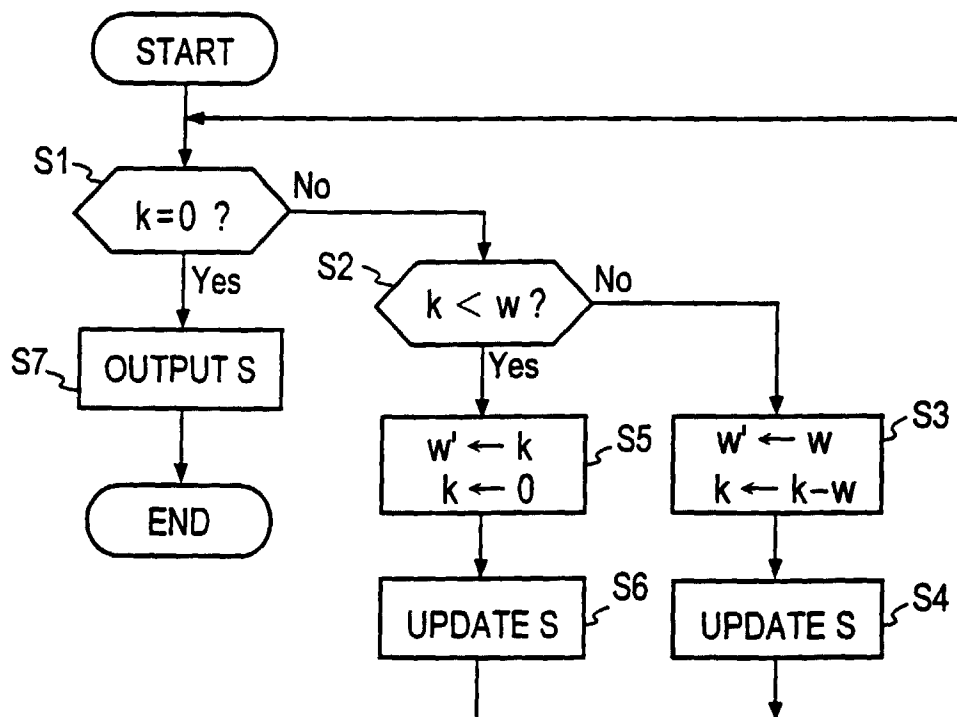 START
S1
k=0 ?
No
Yes
S2
k < w ?
No
Yes
S7
OUTPUT S
END
w' ← k
k ← 0
S5
w' ← w
k ← k-w
S3
UPDATE S
S6
UPDATE S
S4